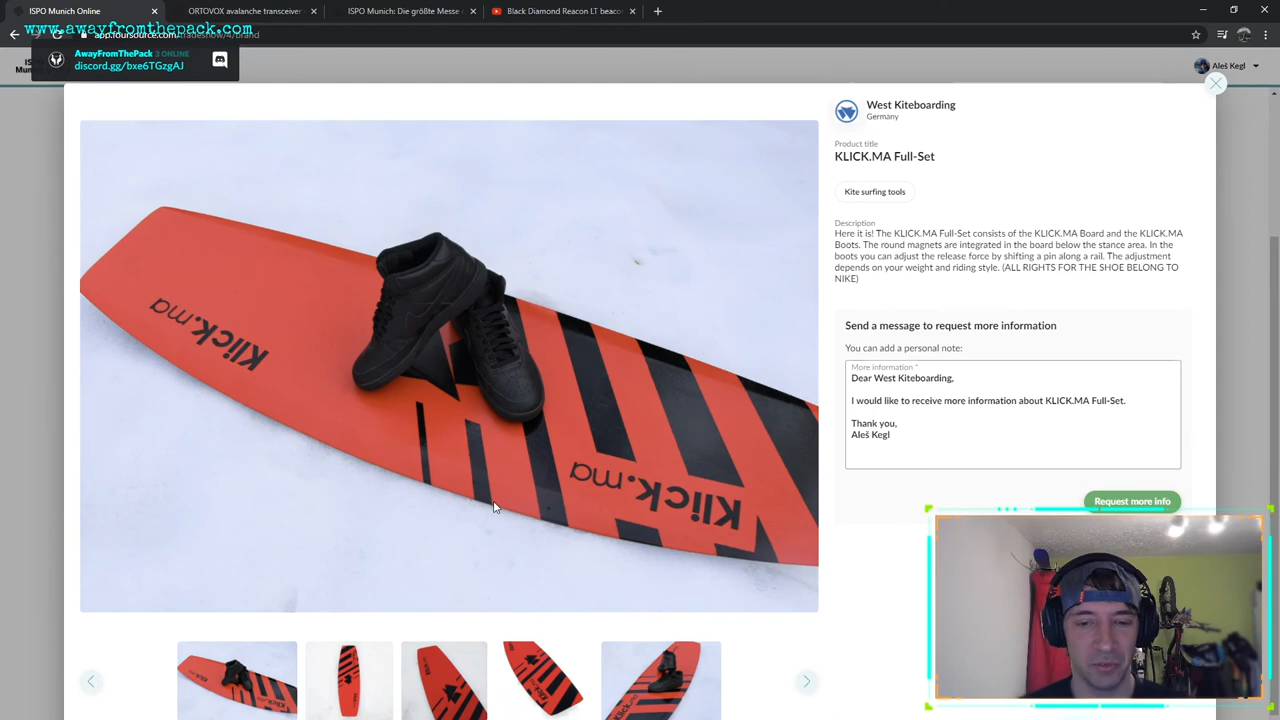 ISPO Munich Online
ORTOVOX avalanche transceiver
ISPO Munich: Die größte Messe
Black Diamond Reacon LT beaco
www.awayfromthepack.com
AwayFromThePack 3 ONLINE
discord.gg/bxe6TGzgAJ
Aleš Kegl
West Kiteboarding
Germany
Product title
KLICK.MA Full-Set
Kite surfing tools
Description
Here it is! The KLICK.MA Full-Set consists of the KLICK.MA Board and the KLICK.MA
Boots. The round magnets are integrated in the board below the stance area. In the
boots you can adjust the release force by shifting a pin along a rail. The adjustment
depends on your weight and riding style. (ALL RIGHTS FOR THE SHOE BELONG TO
NIKE)
Send a message to request more information
You can add a personal note:
More information *
Dear West Kiteboarding,
I would like to receive more information about KLICK.MA Full-Set.
Thank you,
Aleš Kegl
Request more info
Klick.ma
Klick.ma